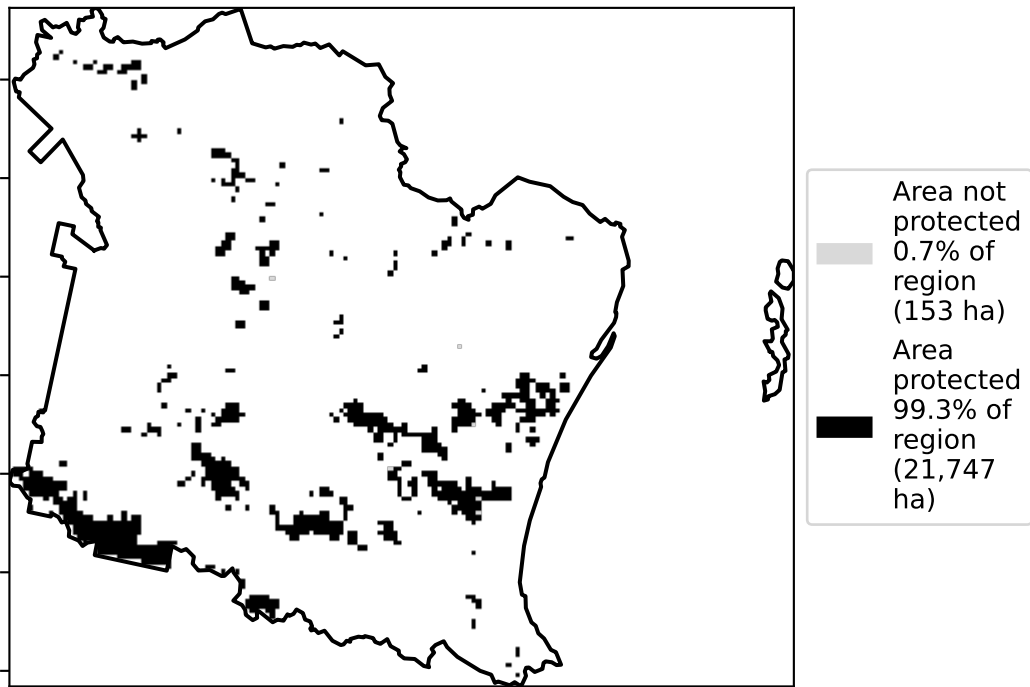 Area not
protected
0.7% of
region
(153 ha)
Area
protected
99.3% of
region
(21,747
ha)